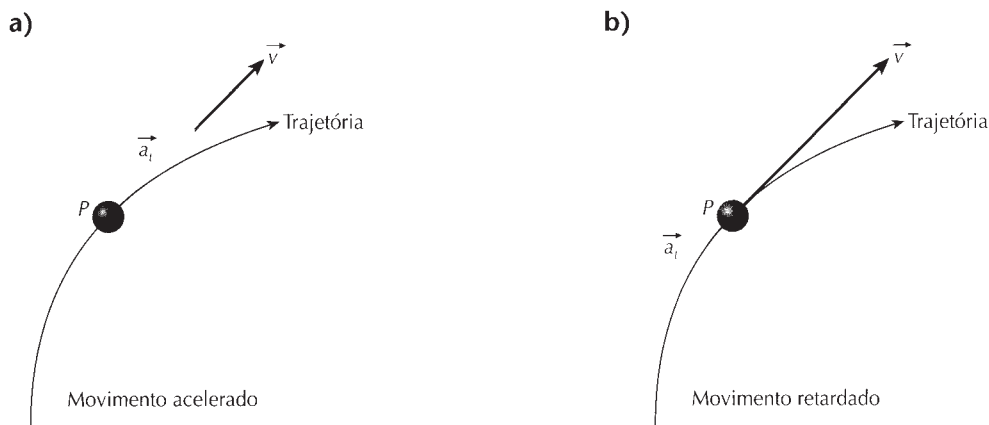 a)
v
Trajetória
a_t
P
Movimento acelerado
b)
v
Trajetória
P
a_t
Movimento retardado